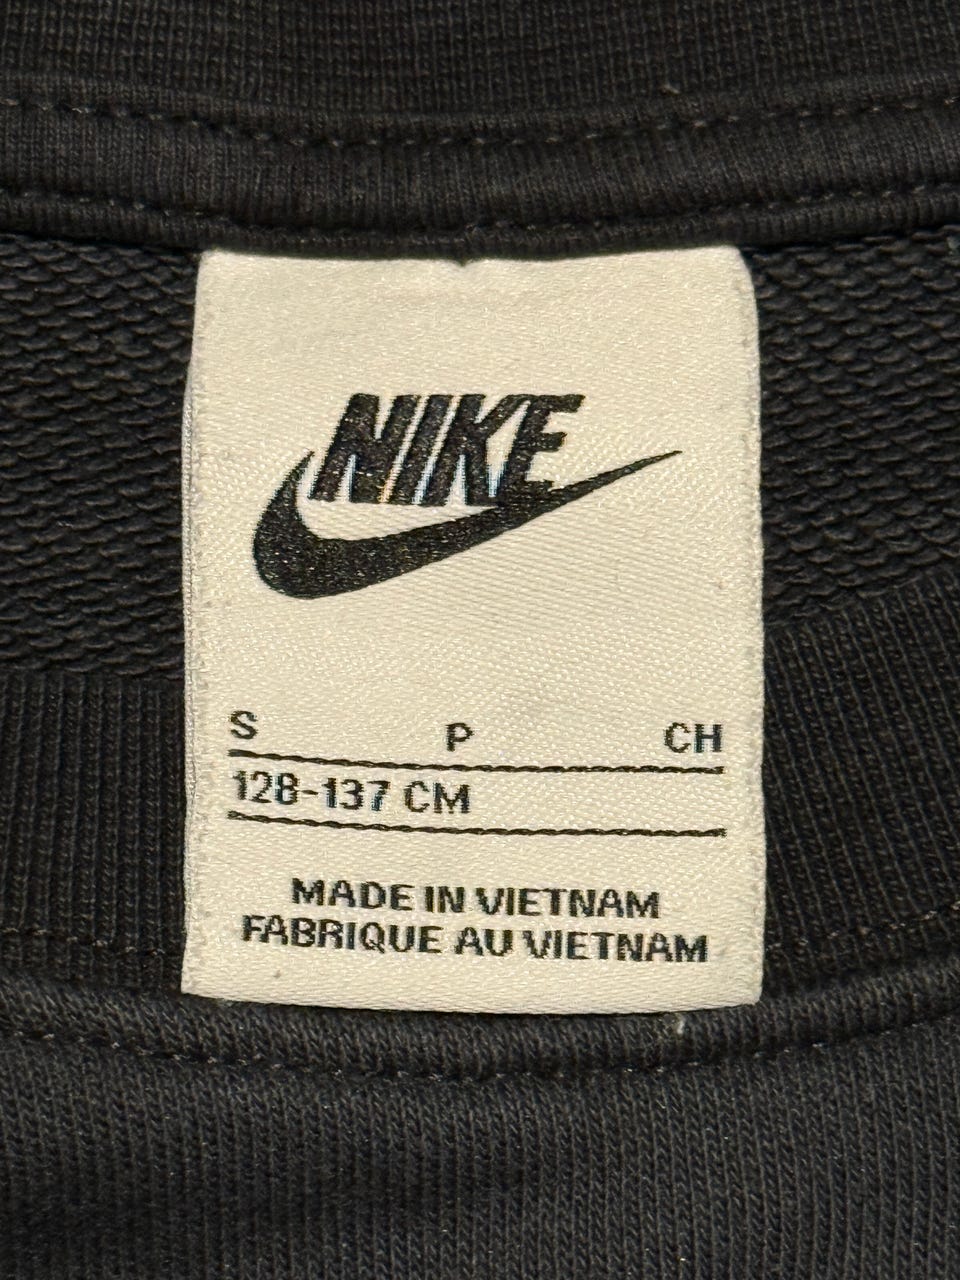 NIKE
S P CH
128-137 CM
MADE IN VIETNAM
FABRIQUE AU VIETNAM